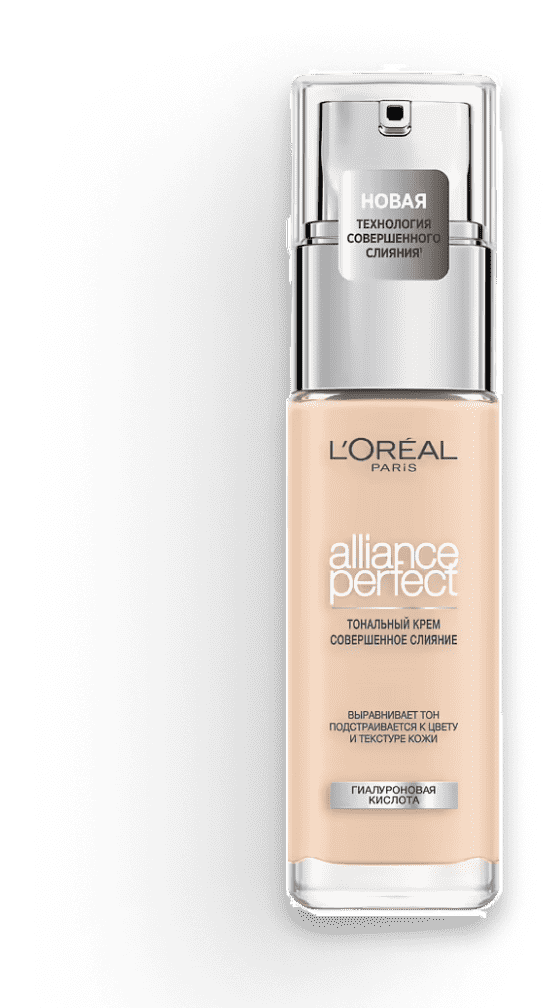 НОВАЯ
ТЕХНОЛОГИЯ
СОВЕРШЕННОГО
СЛИЯНИЯ¹
L'ORÉAL
PARIS
alliance
perfect
ТОНАЛЬНЫЙ КРЕМ
СОВЕРШЕННОЕ СЛИЯНИЕ
ВЫРАВНИВАЕТ ТОН
ПОДСТРАИВАЕТСЯ К ЦВЕТУ
И ТЕКСТУРЕ КОЖИ
ГИАЛУРОНОВАЯ
КИСЛОТА